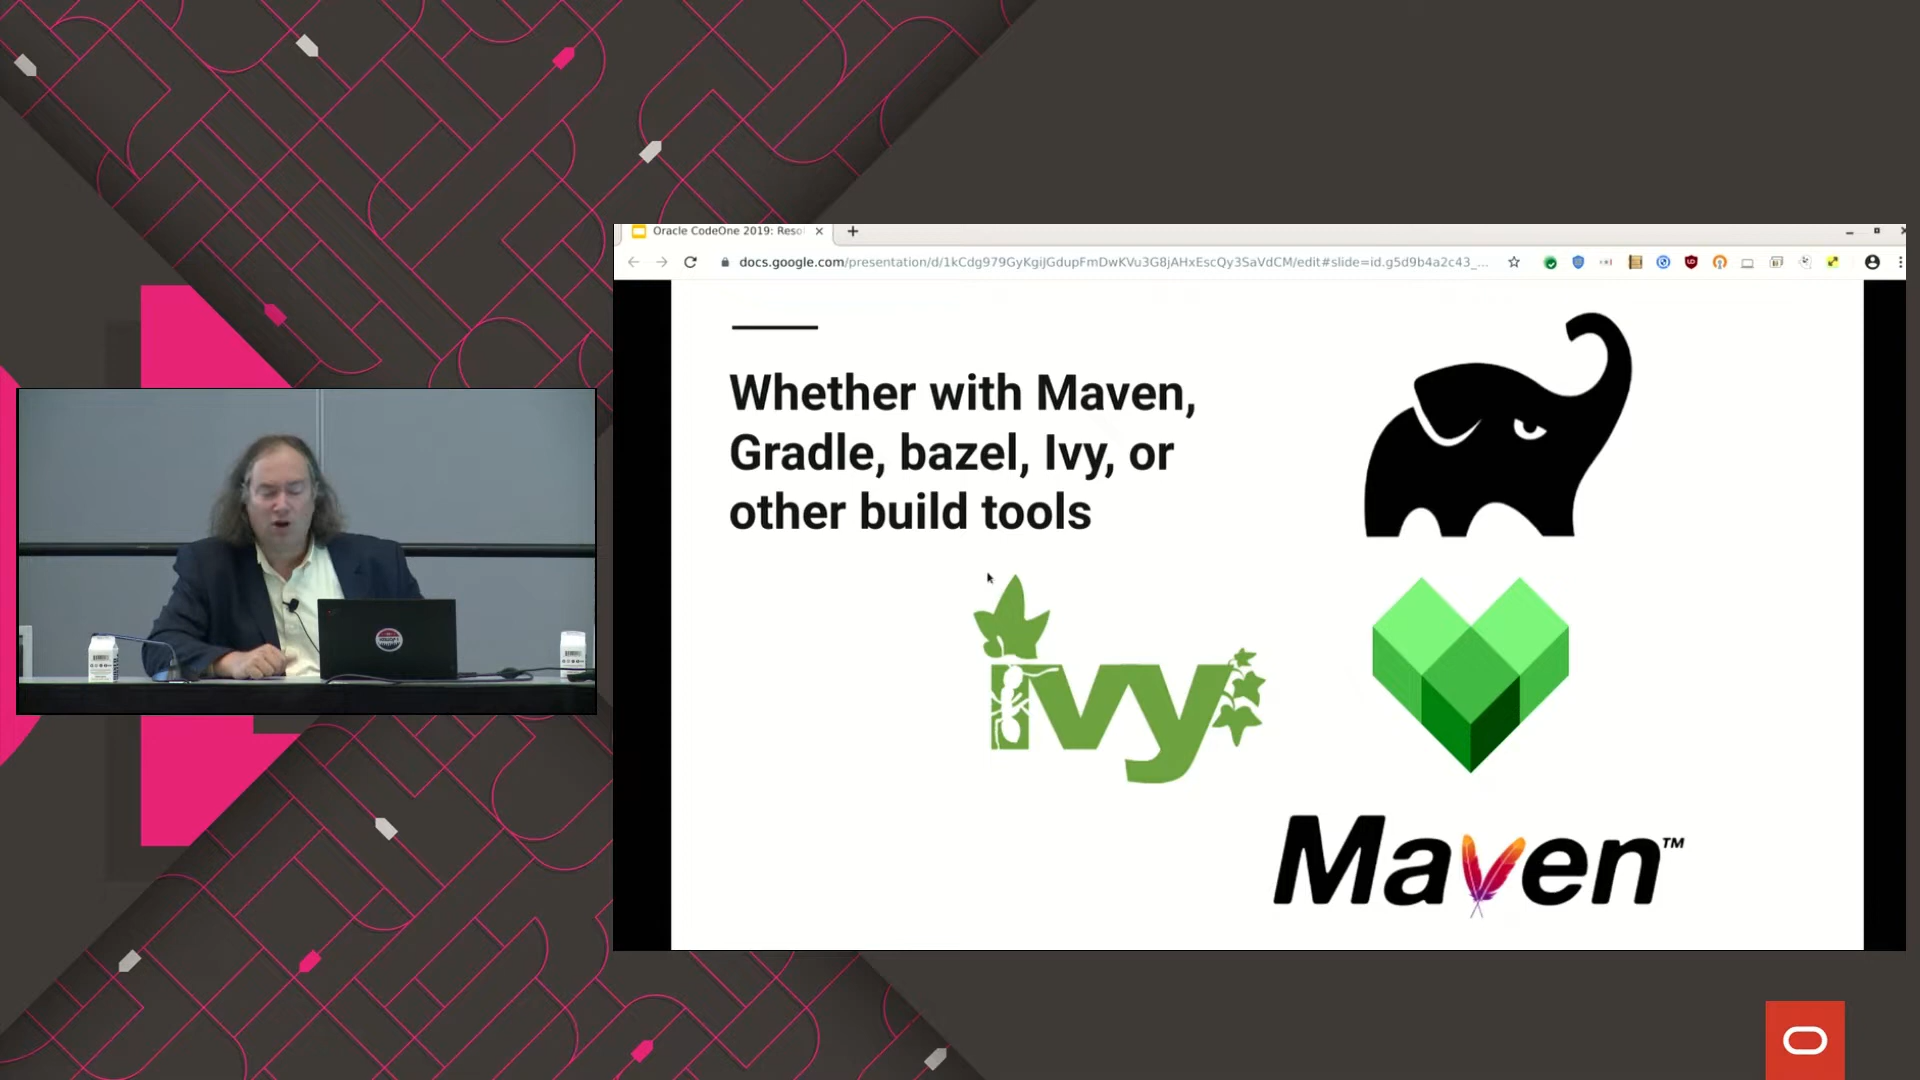 Oracle CodeOne 2019: Reso
docs.google.com/presentation/d/1kCdg979GyKgiJGdupFmDwKVu3G8jAHxEscQy3SaVdCM/edit#slide=id.g5d9b4a2c43_...
Whether with Maven,
Gradle, bazel, Ivy, or
other build tools
ivy
Maven™